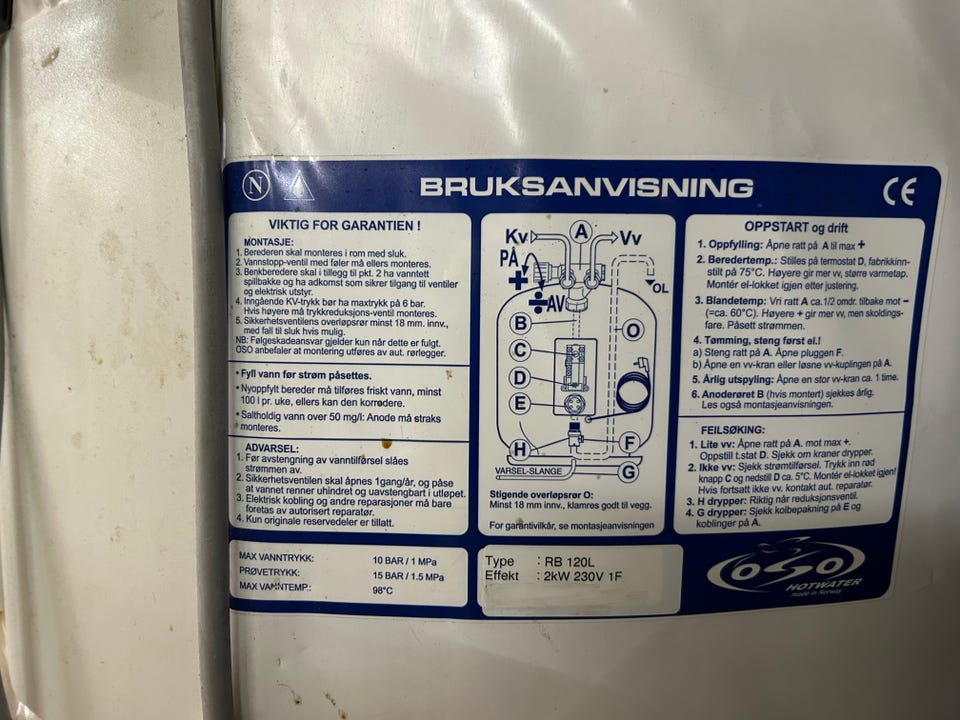 N
BRUKSANVISNING
CE
VIKTIG FOR GARANTIEN !
MONTASJE:
1. Berederen skal monteres i rom med sluk.
2. Vannstopp-ventil med føler må ellers monteres.
3. Benkberedere skal i tillegg til pkt. 2 ha vanntett
spillbakke og ha adkomst som sikrer tilgang til ventiler
og elektrisk utstyr.
4. Inngående KV-trykk bør ha maxtrykk på 6 bar.
Hvis høyere må trykkreduksjons-ventil monteres.
5. Sikkerhetsventilens overløpsrør minst 18 mm. innv.,
med fall til sluk hvis mulig.
NB: Følgeskadeansvar gjelder kun når dette er fulgt.
OSO anbefaler at montering utføres av aut. rørlegger.
• Fyll vann før strøm påsettes.
• Nyoppfylt bereder må tilføres friskt vann, minst
100 l pr. uke, ellers kan den korrodere.
• Saltholdig vann over 50 mg/l: Anode må straks
monteres.
ADVARSEL:
1. Før avstengning av vanntilførsel slåes
strømmen av.
2. Sikkerhetsventilen skal åpnes 1gang/år, og påse
at vannet renner uhindret og uavstengbart i utløpet.
3. Elektrisk kobling og andre reparasjoner må bare
foretas av autorisert reparatør.
4. Kun originale reservedeler er tillatt.
MAX VANNTRYKK: 10 BAR / 1 MPa
PRØVETRYKK: 15 BAR / 1.5 MPa
MAX VANNTEMP.: 98°C
Kv A Vv
PÅ
+
÷ AV
OL
B
O
C
D
E
H
F
G
VARSEL-SLANGE
Stigende overløpsrør O:
Minst 18 mm innv., klamres godt til vegg.
For garantivilkår, se montasjeanvisningen
Type : RB 120L
Effekt : 2kW 230V 1F
OPPSTART og drift
1. Oppfylling: Åpne ratt på A til max +
2. Beredertemp.: Stilles på termostat D, fabrikkinn-
stilt på 75°C. Høyere gir mer vv, større varmetap.
Montér el-lokket igjen etter justering.
3. Blandetemp: Vri ratt A ca.1/2 omdr. tilbake mot –
(=ca. 60°C). Høyere + gir mer vv, men skoldings-
fare. Påsett strømmen.
4. Tømming, steng først el.!
a) Steng ratt på A. Åpne pluggen F.
b) Åpne en vv-kran eller løsne vv-kuplingen på A.
5. Årlig utspyling: Åpne en stor vv-kran ca. 1 time.
6. Anoderøret B (hvis montert) sjekkes årlig.
Les også montasjeanvisningen.
FEILSØKING:
1. Lite vv: Åpne ratt på A. mot max +.
Oppstill t.stat D. Sjekk om kraner drypper.
2. Ikke vv: Sjekk strømtilførsel. Trykk inn rød
knapp C og nedstill D ca. 5°C. Montér el-lokket igjen!
Hvis fortsatt ikke vv. kontakt aut. reparatør.
3. H drypper: Riktig når reduksjonsventil.
4. G drypper: Sjekk kolbepakning på E og
koblinger på A.
OSO
HOTWATER
made in Norway